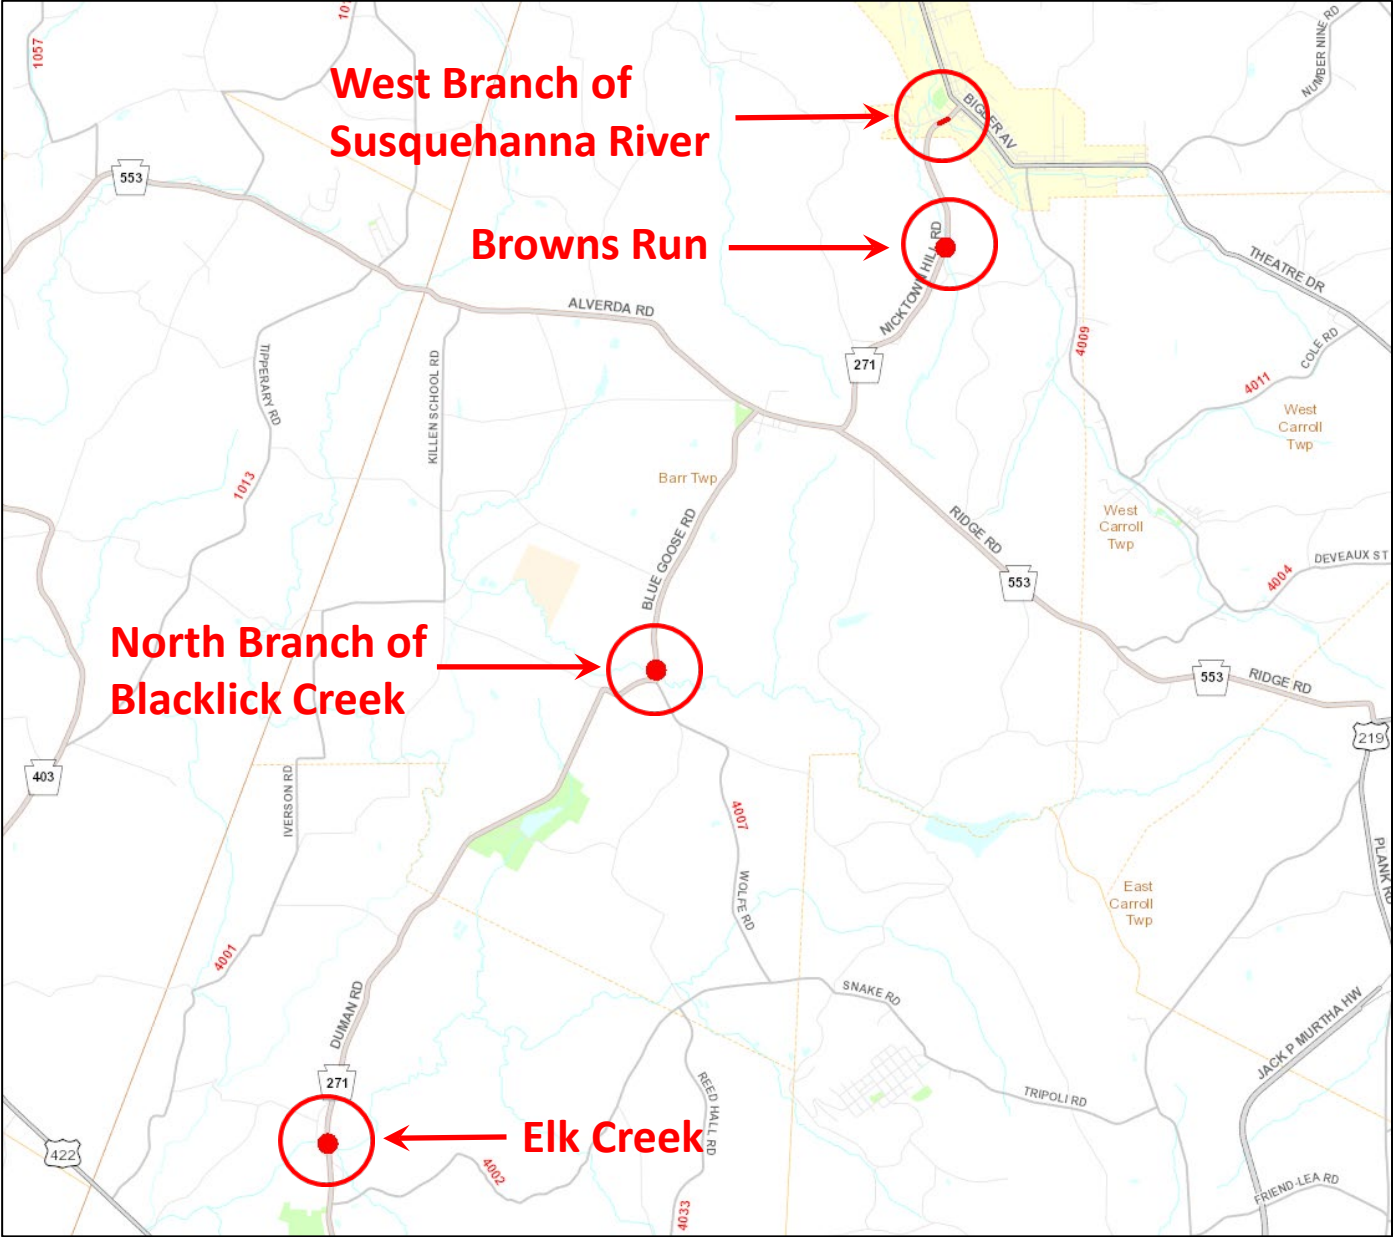 1057
101
NUMBER NINE RD
West Branch of
Susquehanna River
BIGLER AV
553
Browns Run
NICKTOWN HILL RD
THEATRE DR
ALVERDA RD
4009
COLE RD
TIPPERARY RD
KILLEN SCHOOL RD
271
4011
West
Carroll
Twp
Barr Twp
1013
BLUE GOOSE RD
RIDGE RD
West
Carroll
Twp
553
4004
DEVEAUX ST
North Branch of
Blacklick Creek
553
RIDGE RD
219
403
IVERSON RD
4007
PLANK RD
WOLFE RD
East
Carroll
Twp
4001
DUMAN RD
SNAKE RD
JACK P MURTHA HW
271
REED HALL RD
TRIPOLI RD
422
Elk Creek
4002
4033
FRIEND-LEA RD